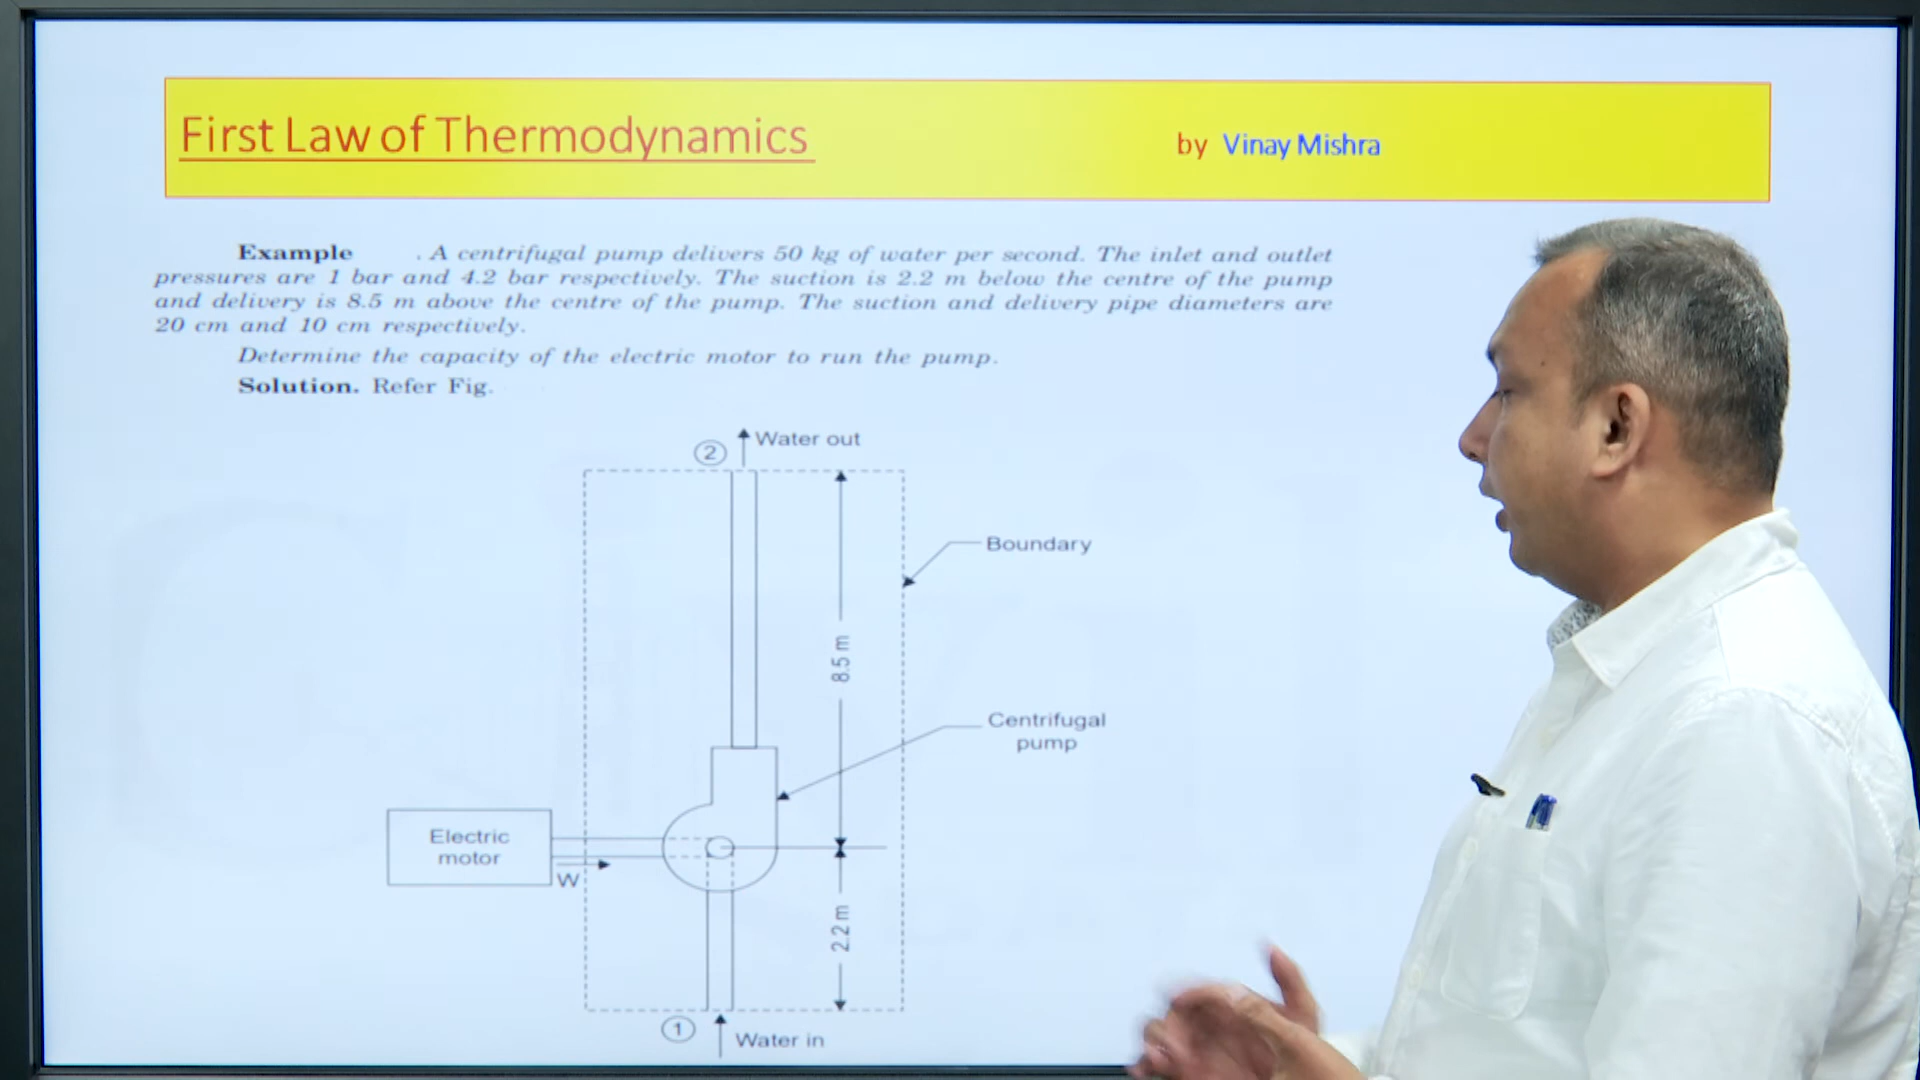 First Law of Thermodynamics by Vinay Mishra
Example . A centrifugal pump delivers 50 kg of water per second. The inlet and outlet
pressures are 1 bar and 4.2 bar respectively. The suction is 2.2 m below the centre of the pump
and delivery is 8.5 m above the centre of the pump. The suction and delivery pipe diameters are
20 cm and 10 cm respectively.
Determine the capacity of the electric motor to run the pump.
Solution. Refer Fig.
2 Water out
Boundary
8.5 m
Centrifugal
pump
Electric
motor
W
2.2 m
1
Water in